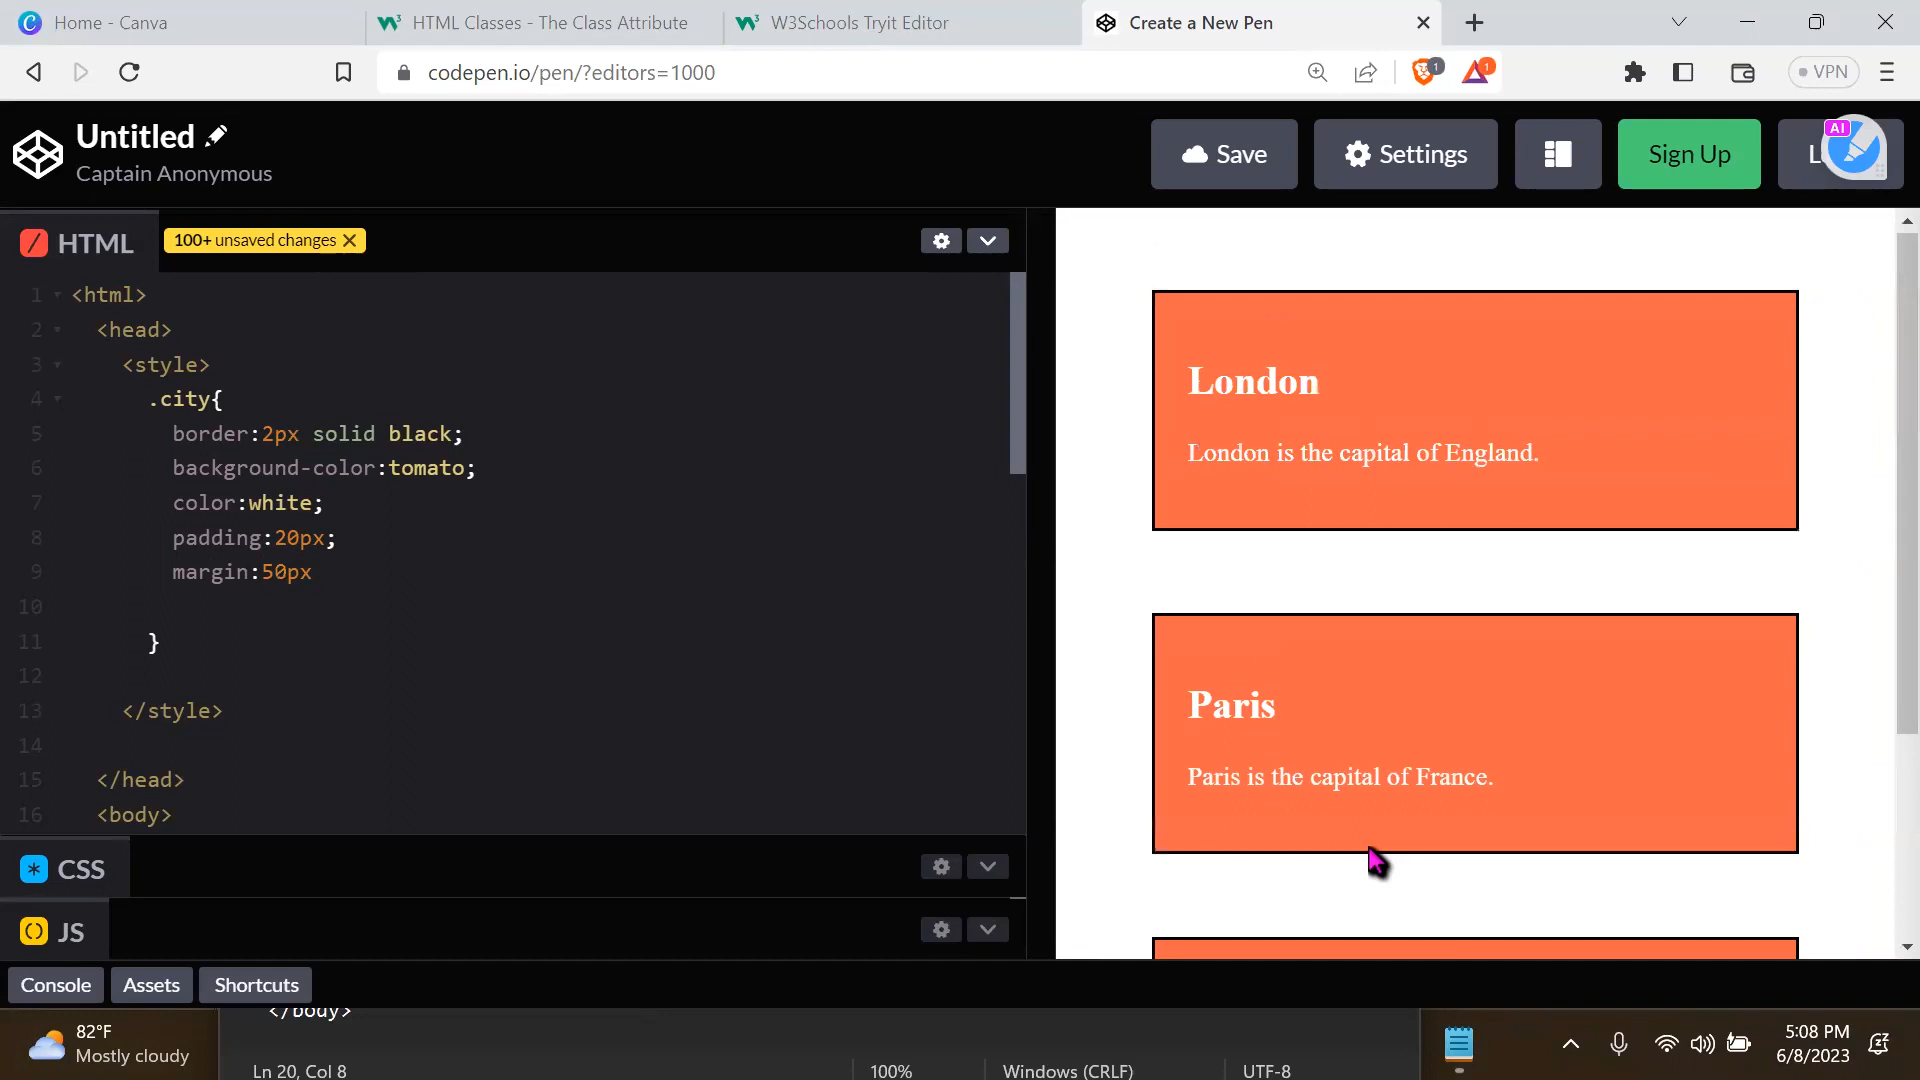 Home - Canva
HTML Classes - The Class Attribute
W3Schools Tryit Editor
Create a New Pen
codepen.io/pen/?editors=1000
1
1
VPN
Untitled
Captain Anonymous
Save
Settings
Sign Up
AI
HTML
100+ unsaved changes
1 <html>
2 <head>
3 <style>
4 .city{
5 border:2px solid black;
6 background-color:tomato;
7 color:white;
8 padding:20px;
9 margin:50px
10
11 }
12
13 </style>
14
15 </head>
16 <body>
London
London is the capital of England.
Paris
Paris is the capital of France.
CSS
JS
Console
Assets
Shortcuts
</body>
82°F
Mostly cloudy
Ln 20, Col 8
100%
Windows (CRLF)
UTF-8
5:08 PM
6/8/2023